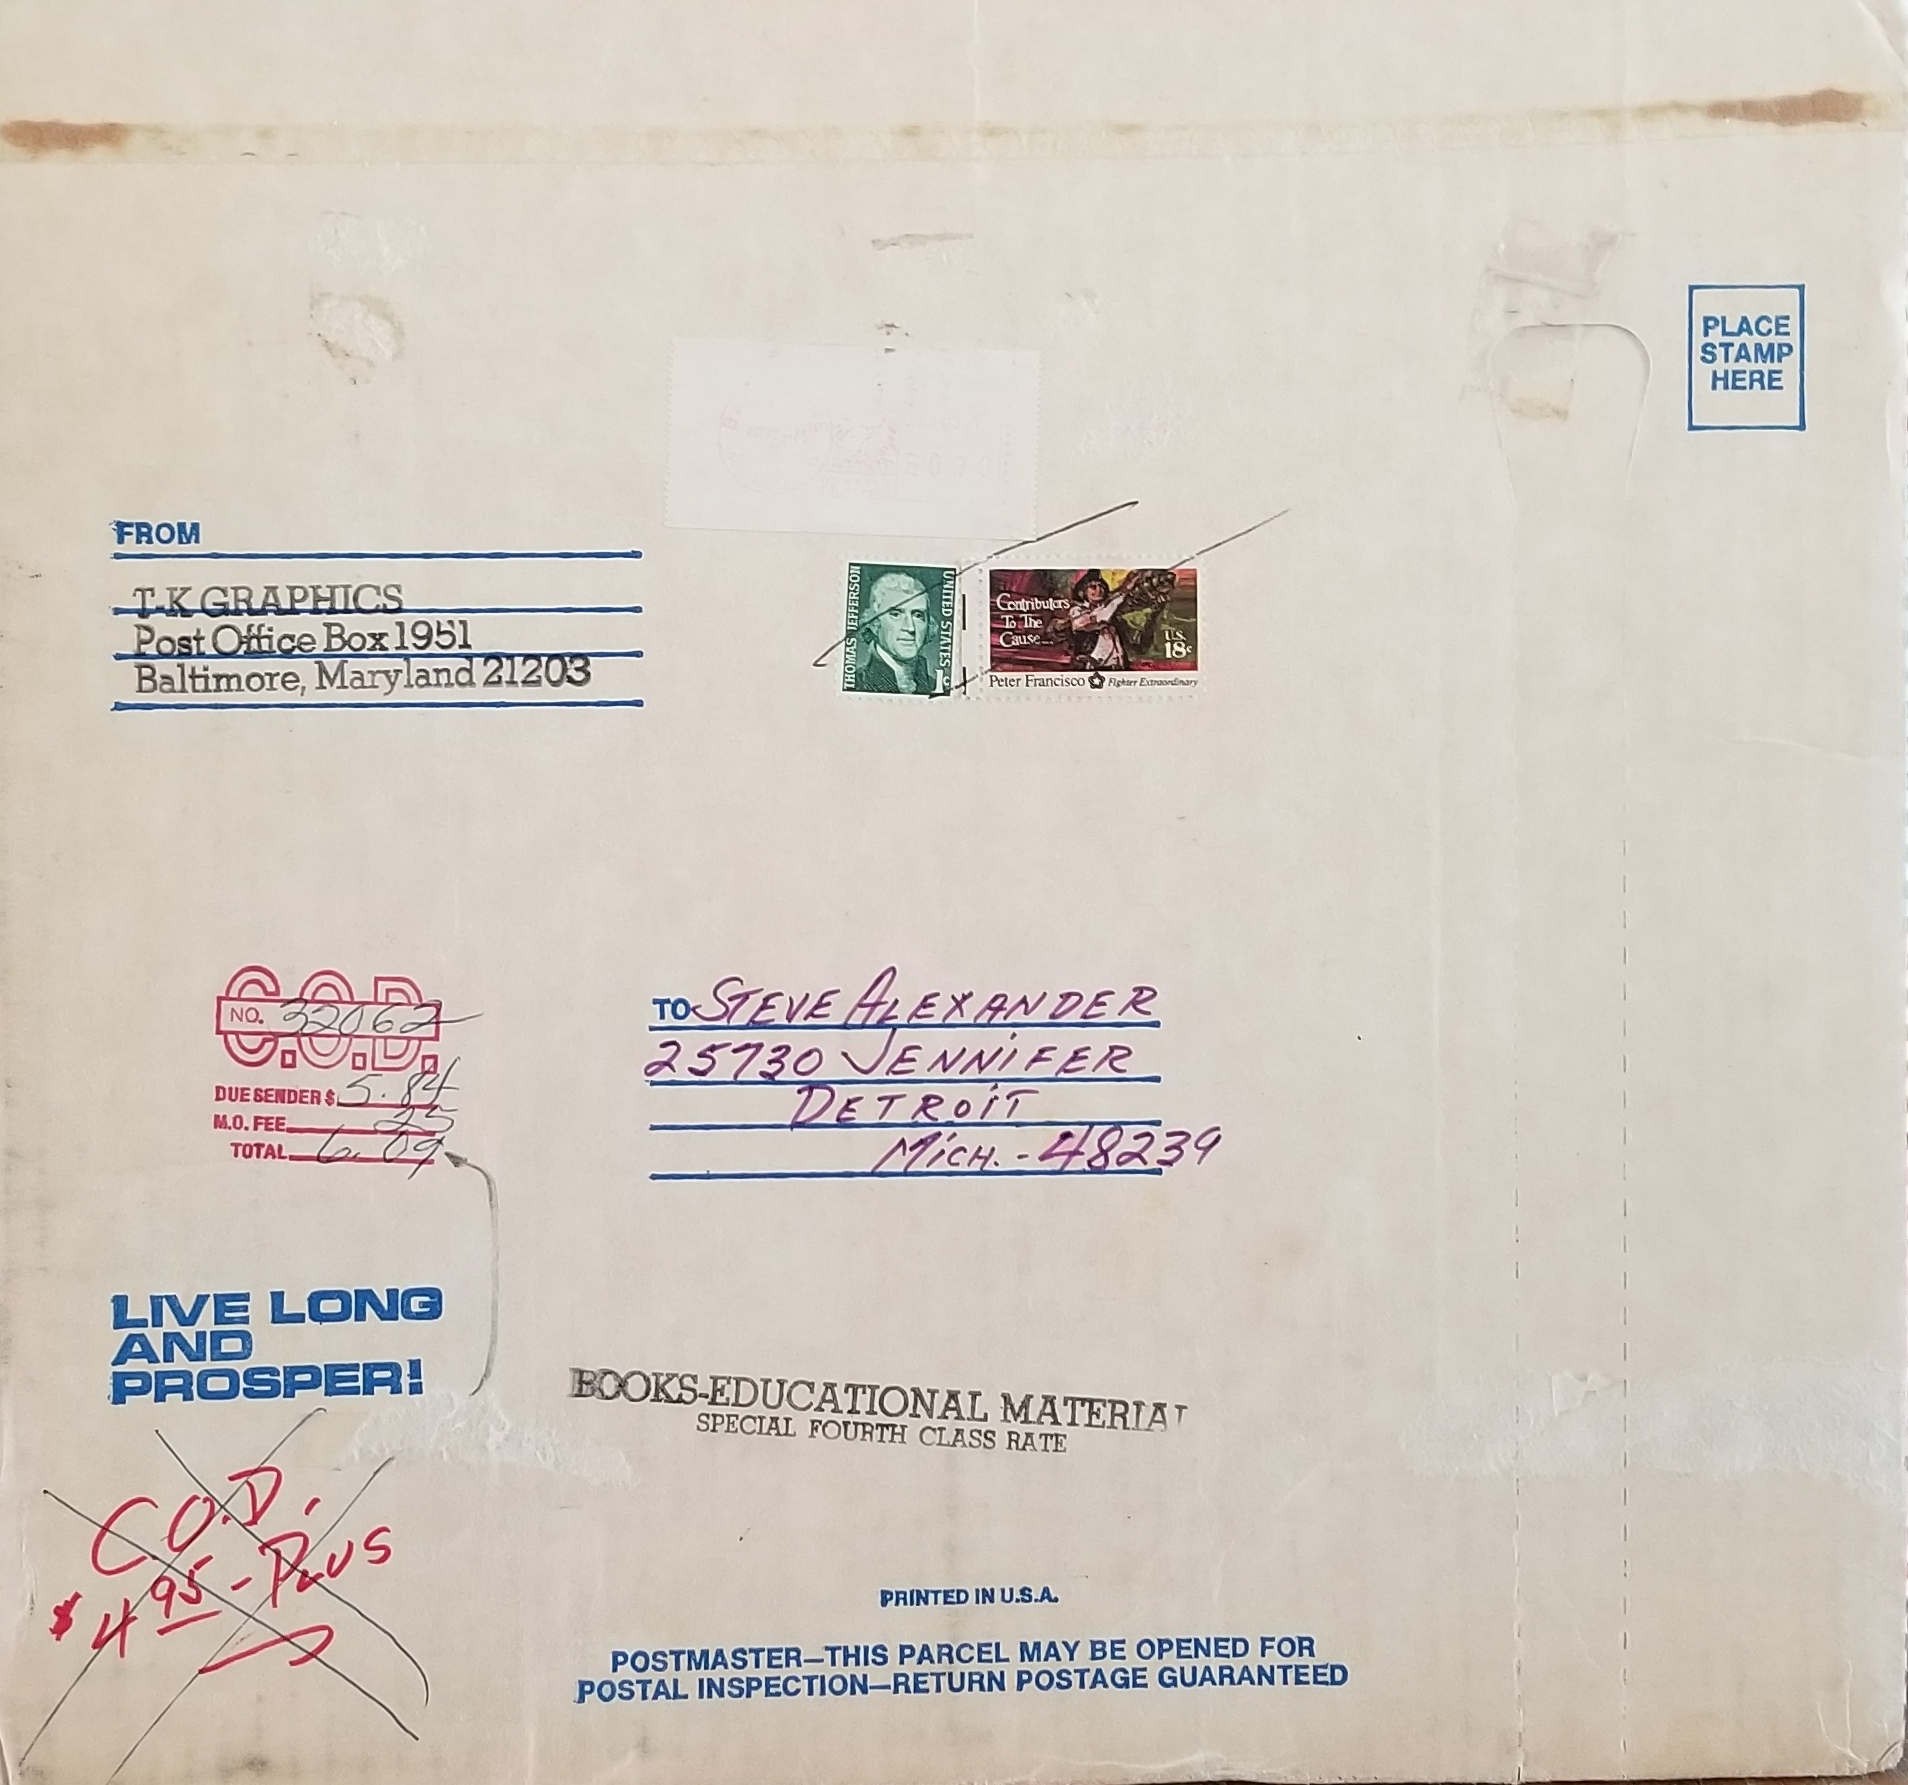 PLACE
STAMP
HERE
FROM
T-K GRAPHICS
Post Office Box 1951
Baltimore, Maryland 21203
THOMAS JEFFERSON
UNITED STATES
1c
Contributors
To The
Cause...
U.S.
18c
Peter Francisco Fighter Extraordinary
C.O.D.
NO. 32062
DUE SENDER $ 5.84
M.O. FEE 25
TOTAL 6.09
TO STEVE ALEXANDER
25730 JENNIFER
DETROIT
MICH. - 48239
LIVE LONG
AND
PROSPER!
BOOKS-EDUCATIONAL MATERIAL
SPECIAL FOURTH CLASS RATE
C.O.D.
$4.95 - PLUS
PRINTED IN U.S.A.
POSTMASTER—THIS PARCEL MAY BE OPENED FOR
POSTAL INSPECTION—RETURN POSTAGE GUARANTEED